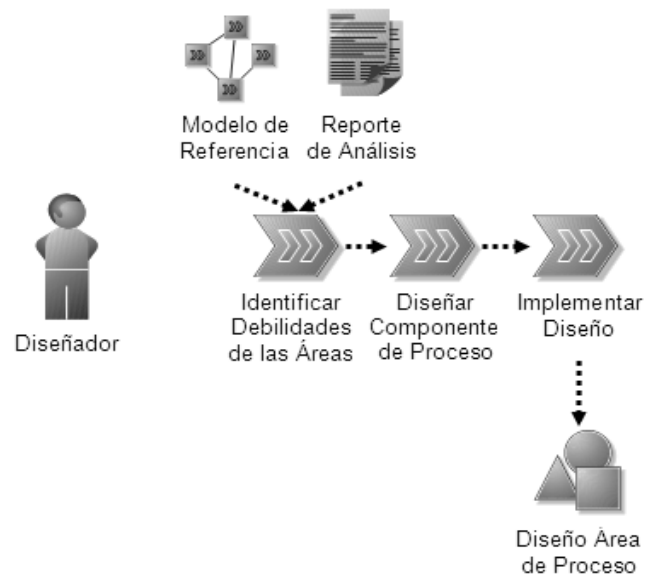 Modelo de
Referencia
Reporte
de Análisis
Diseñador
Identificar
Debilidades
de las Áreas
Diseñar
Componente
de Proceso
Implementar
Diseño
Diseño Área
de Proceso